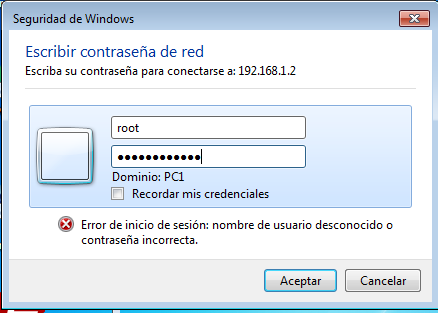 Seguridad de Windows
Escribir contraseña de red
Escriba su contraseña para conectarse a: 192.168.1.2
root
●●●●●●●●●●●●
Dominio: PC1
Recordar mis credenciales
Error de inicio de sesión: nombre de usuario desconocido o
contraseña incorrecta.
Aceptar
Cancelar